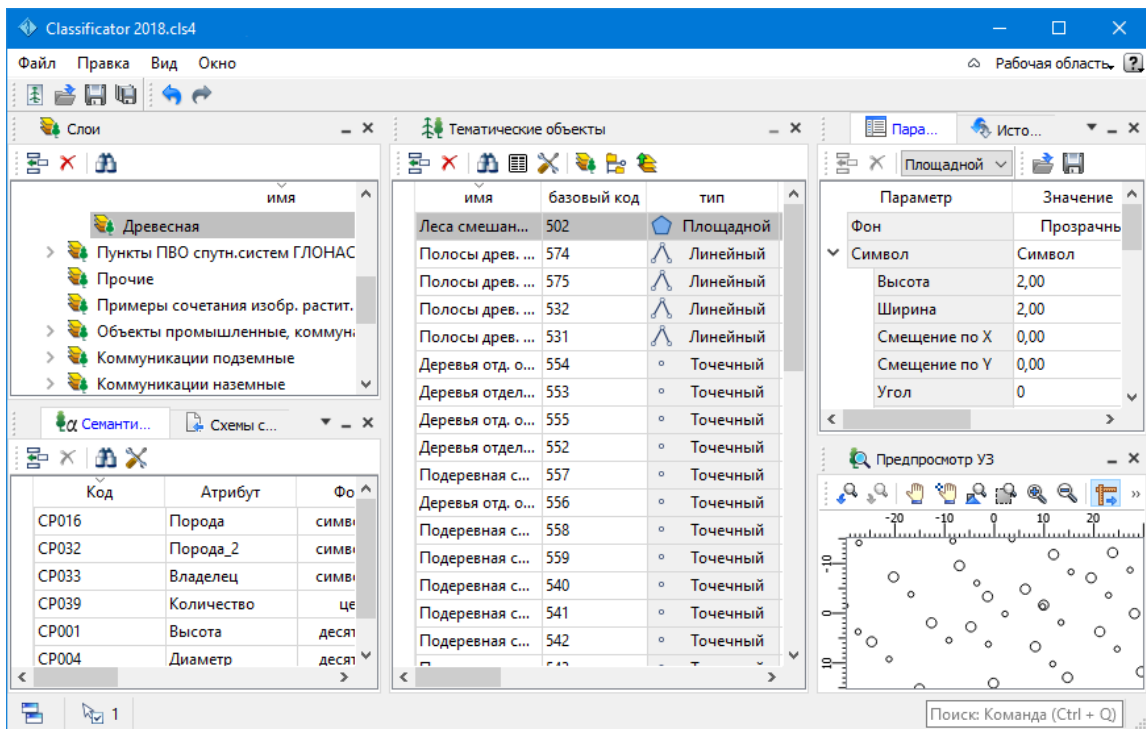 Classificator 2018.cls4
Файл Правка Вид Окно Рабочая область
Слои
имя
Древесная
Пункты ПВО спутн.систем ГЛОНАС
Прочие
Примеры сочетания изобр. растит.
Объекты промышленные, коммун
Коммуникации подземные
Коммуникации наземные
Семанти... Схемы с...
Код Атрибут Фо
CP016 Порода симв
CP032 Порода_2 симв
CP033 Владелец симв
CP039 Количество це
CP001 Высота десят
CP004 Диаметр десят
Тематические объекты
имя базовый код тип
Леса смешан... 502 Площадной
Полосы древ. ... 574 Линейный
Полосы древ. ... 575 Линейный
Полосы древ. ... 532 Линейный
Полосы древ. ... 531 Линейный
Деревья отд. о... 554 Точечный
Деревья отдел... 553 Точечный
Деревья отд. о... 555 Точечный
Деревья отдел... 552 Точечный
Подеревная с... 557 Точечный
Деревья отд. о... 556 Точечный
Подеревная с... 558 Точечный
Подеревная с... 559 Точечный
Подеревная с... 540 Точечный
Подеревная с... 541 Точечный
Подеревная с... 542 Точечный
Пара... Исто...
Площадной
Параметр Значение
Фон Прозрачнь
Символ Символ
Высота 2,00
Ширина 2,00
Смещение по X 0,00
Смещение по Y 0,00
Угол 0
Предпросмотр УЗ
-20 -10 0 10 20
-10
0
10
1
Поиск: Команда (Ctrl + Q)